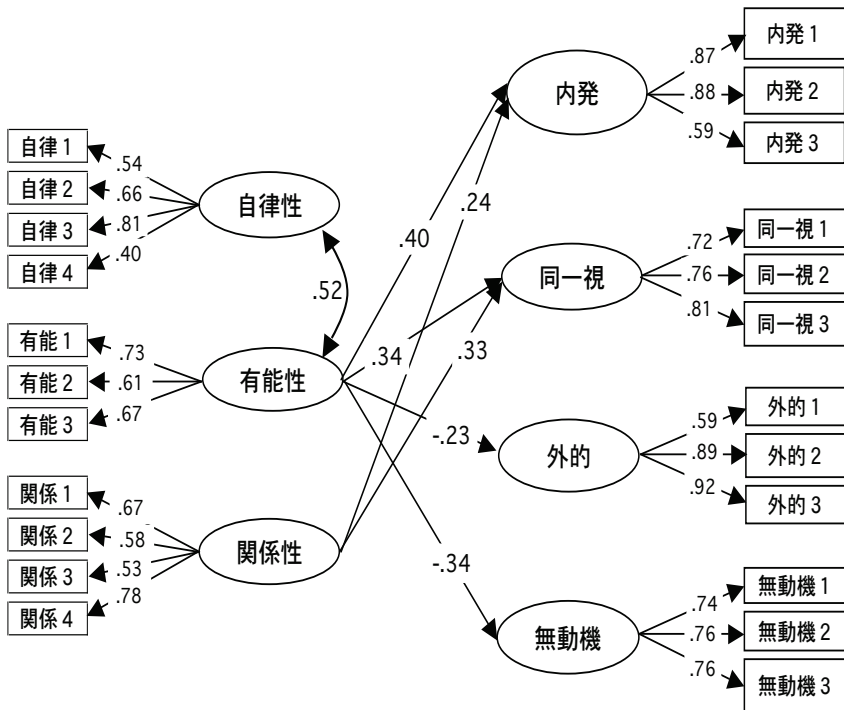 自律 1
自律 2
自律 3
自律 4
.54
.66
.81
.40
自律性
.52
有能 1
有能 2
有能 3
.73
.61
.67
有能性
関係 1
関係 2
関係 3
関係 4
.67
.58
.53
.78
関係性
.40
.24
.34
.33
-.23
-.34
内発
.87
.88
.59
内発 1
内発 2
内発 3
同一視
.72
.76
.81
同一視 1
同一視 2
同一視 3
外的
.59
.89
.92
外的 1
外的 2
外的 3
無動機
.74
.76
.76
無動機 1
無動機 2
無動機 3